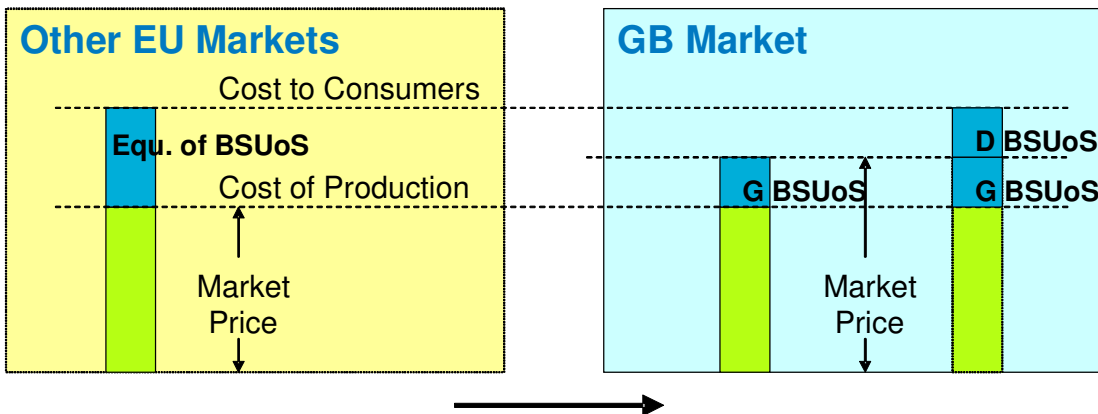 Other EU Markets
Cost to Consumers
Equ. of BSUoS
Cost of Production
Market
Price
GB Market
D BSUoS
G BSUoS
G BSUoS
Market
Price